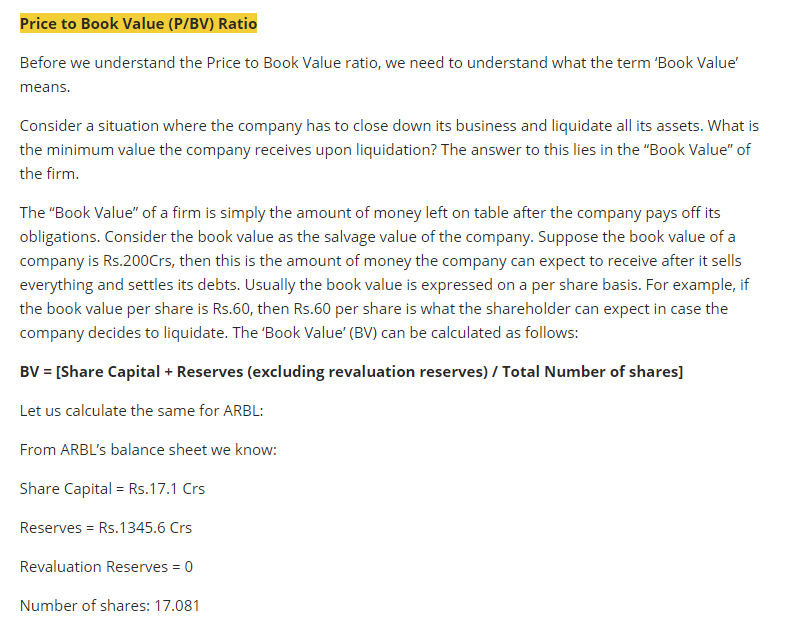 Price to Book Value (P/BV) Ratio
Before we understand the Price to Book Value ratio, we need to understand what the term ‘Book Value’
means.
Consider a situation where the company has to close down its business and liquidate all its assets. What is
the minimum value the company receives upon liquidation? The answer to this lies in the “Book Value” of
the firm.
The “Book Value” of a firm is simply the amount of money left on table after the company pays off its
obligations. Consider the book value as the salvage value of the company. Suppose the book value of a
company is Rs.200Crs, then this is the amount of money the company can expect to receive after it sells
everything and settles its debts. Usually the book value is expressed on a per share basis. For example, if
the book value per share is Rs.60, then Rs.60 per share is what the shareholder can expect in case the
company decides to liquidate. The ‘Book Value’ (BV) can be calculated as follows:
BV = [Share Capital + Reserves (excluding revaluation reserves) / Total Number of shares]
Let us calculate the same for ARBL:
From ARBL’s balance sheet we know:
Share Capital = Rs.17.1 Crs
Reserves = Rs.1345.6 Crs
Revaluation Reserves = 0
Number of shares: 17.081